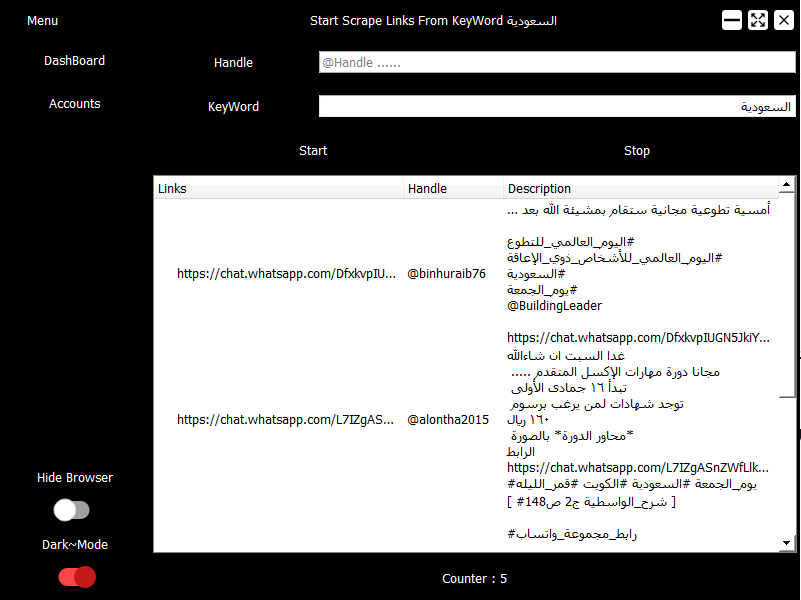 Menu
Start Scrape Links From KeyWord السعودية
DashBoard
Handle
@Handle ......
Accounts
KeyWord
السعودية
Start
Stop
Links
Handle
Description
أمسية تطوعية مجانية ستقام بمشيئة الله بعد ...
#اليوم_العالمي_للتطوع
#اليوم_العالمي_للأشخاص_ذوي_الإعاقة
#السعودية
#يوم_الجمعة
@BuildingLeader
https://chat.whatsapp.com/DfxkvpIU...
@binhuraib76
https://chat.whatsapp.com/DfxkvpIUGN5JkiY...
غدا السبت ان شاءالله
مجانا دورة مهارات الإكسل المتقدم .....
تبدأ ١٦ جمادى الأولى
توجد شهادات لمن يرغب برسوم
١٦٠ ريال
*محاور الدورة* بالصورة
الرابط
https://chat.whatsapp.com/L7IZgAS...
@alontha2015
https://chat.whatsapp.com/L7IZgASnZWfLlk...
#يوم_الجمعة #السعودية #الكويت #قمر_الليله
[ شرح_الواسطية ج2 ص148# ]
#رابط_مجموعة_واتساب
Hide Browser
Dark~Mode
Counter : 5